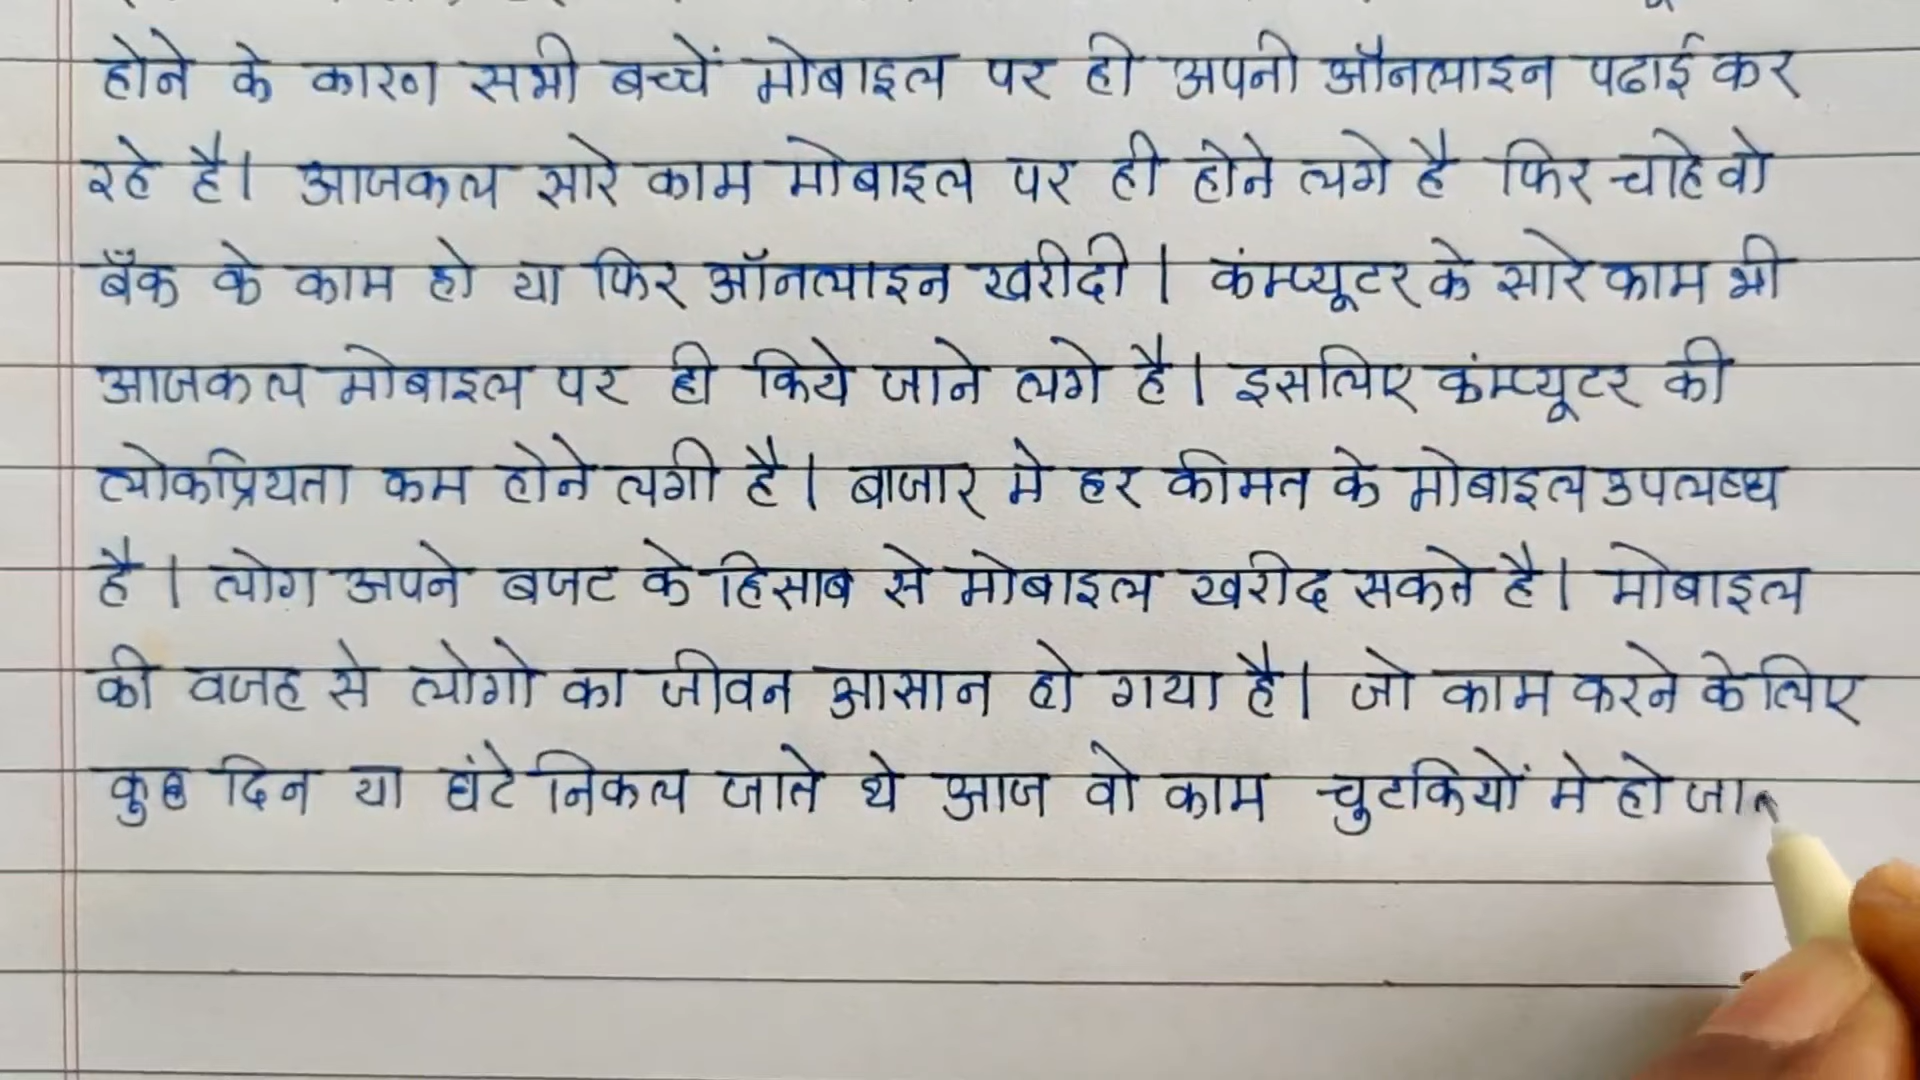 होने के कारण सभी बच्चें मोबाइल पर ही अपनी औनलाइन पढाई कर
रहे है। आजकल सारे काम मोबाइल पर ही होने लगे है फिर चाहे वो
बँक के काम हो या फिर ऑनलाइन खरीदी। कंम्प्यूटर के सारे काम भी
आजकल मोबाइल पर ही किये जाने लगे है। इसलिए कंम्प्यूटर की
लोकप्रियता कम होने लगी है। बाजार मे हर कीमत के मोबाइल उपलब्ध
है। लोग अपने बजट के हिसाब से मोबाइल खरीद सकते है। मोबाइल
की वजह से लोगो का जीवन आसान हो गया है। जो काम करने के लिए
कुछ दिन या घंटे निकल जाते थे आज वो काम चुटकियों मे हो